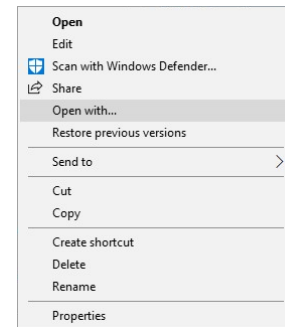 Open
Edit
Scan with Windows Defender...
Share
Open with...
Restore previous versions
Send to
Cut
Copy
Create shortcut
Delete
Rename
Properties